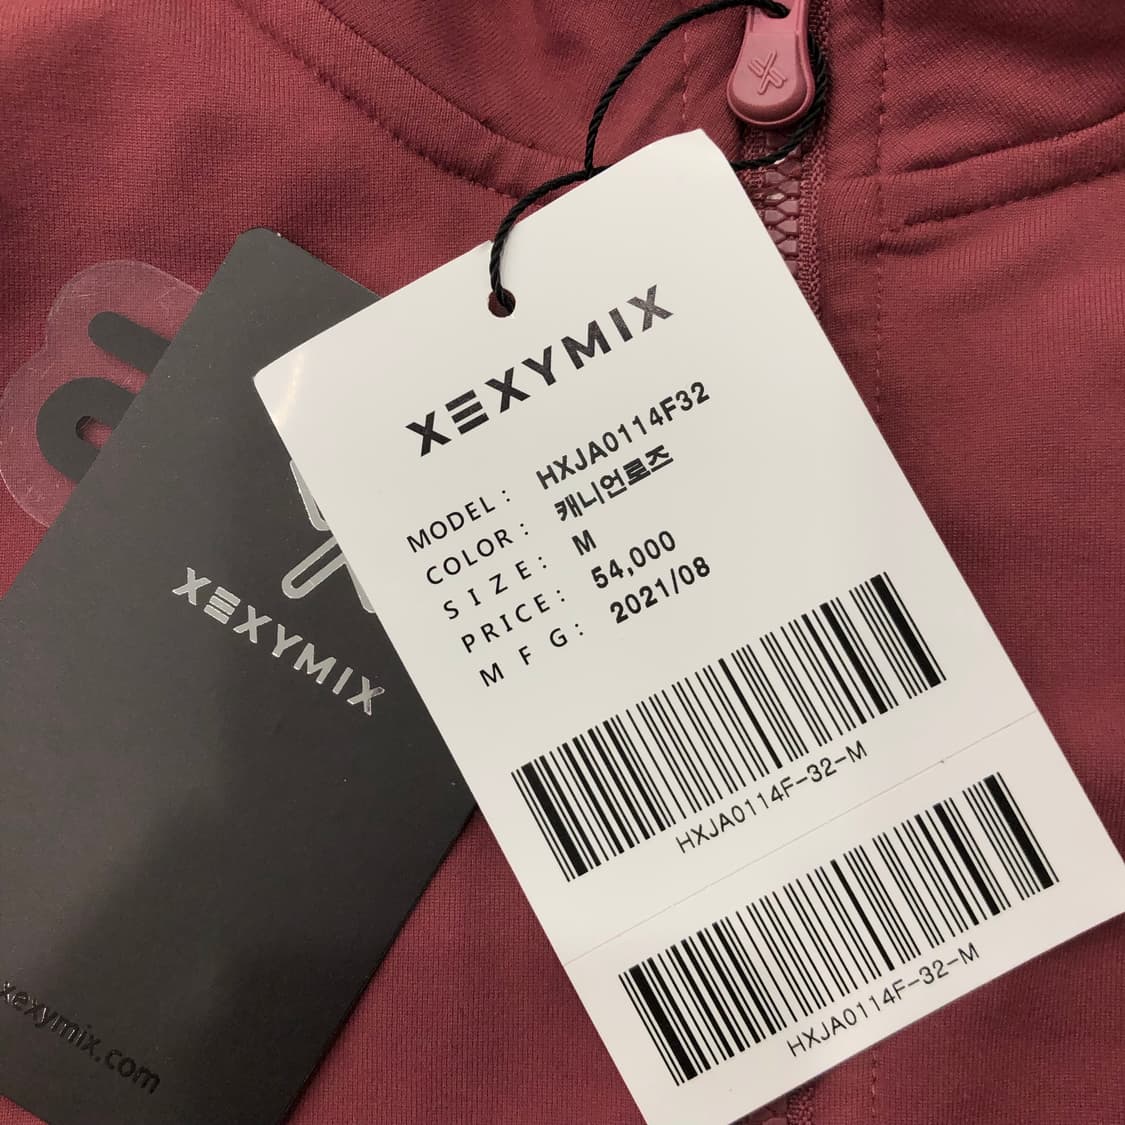 XEXYMIX
MODEL: HXJA0114F32
COLOR: 캐니언로즈
SIZE: M
PRICE: 54,000
MFG: 2021/08
HXJA0114F-32-M
HXJA0114F-32-M
XEXYMIX
xexymix.com